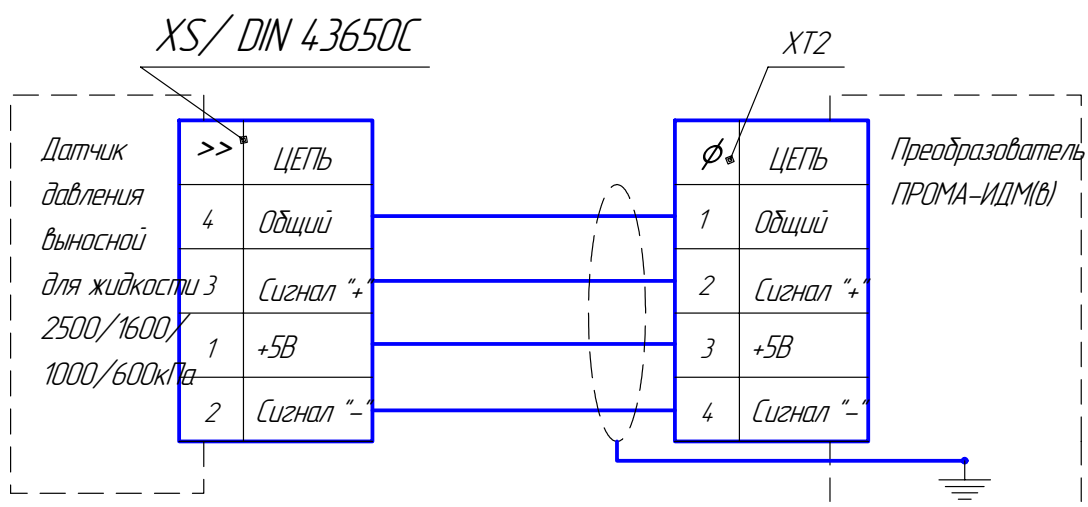 XS/ DIN 43650С
XT2
Датчик
давления
выносной
для жидкости
2500/1600/
1000/600кПа
>> ЦЕПЬ
4 Общий
3 Сигнал "+"
1 +5В
2 Сигнал "-"
Ø ЦЕПЬ
1 Общий
2 Сигнал "+"
3 +5В
4 Сигнал "-"
Преобразователь
ПРОМА-ИДМ(в)